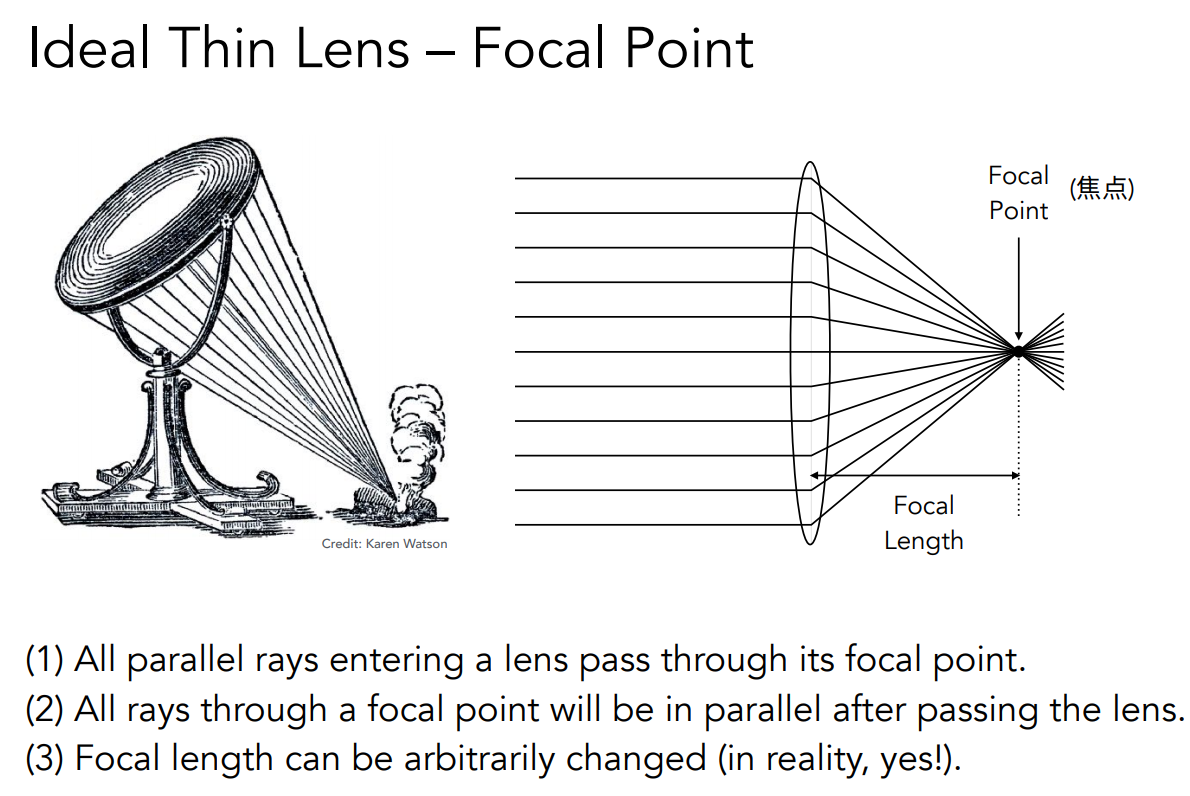 Ideal Thin Lens – Focal Point
Focal
Point
(焦点)
Focal
Length
Credit: Karen Watson
(1) All parallel rays entering a lens pass through its focal point.
(2) All rays through a focal point will be in parallel after passing the lens.
(3) Focal length can be arbitrarily changed (in reality, yes!).